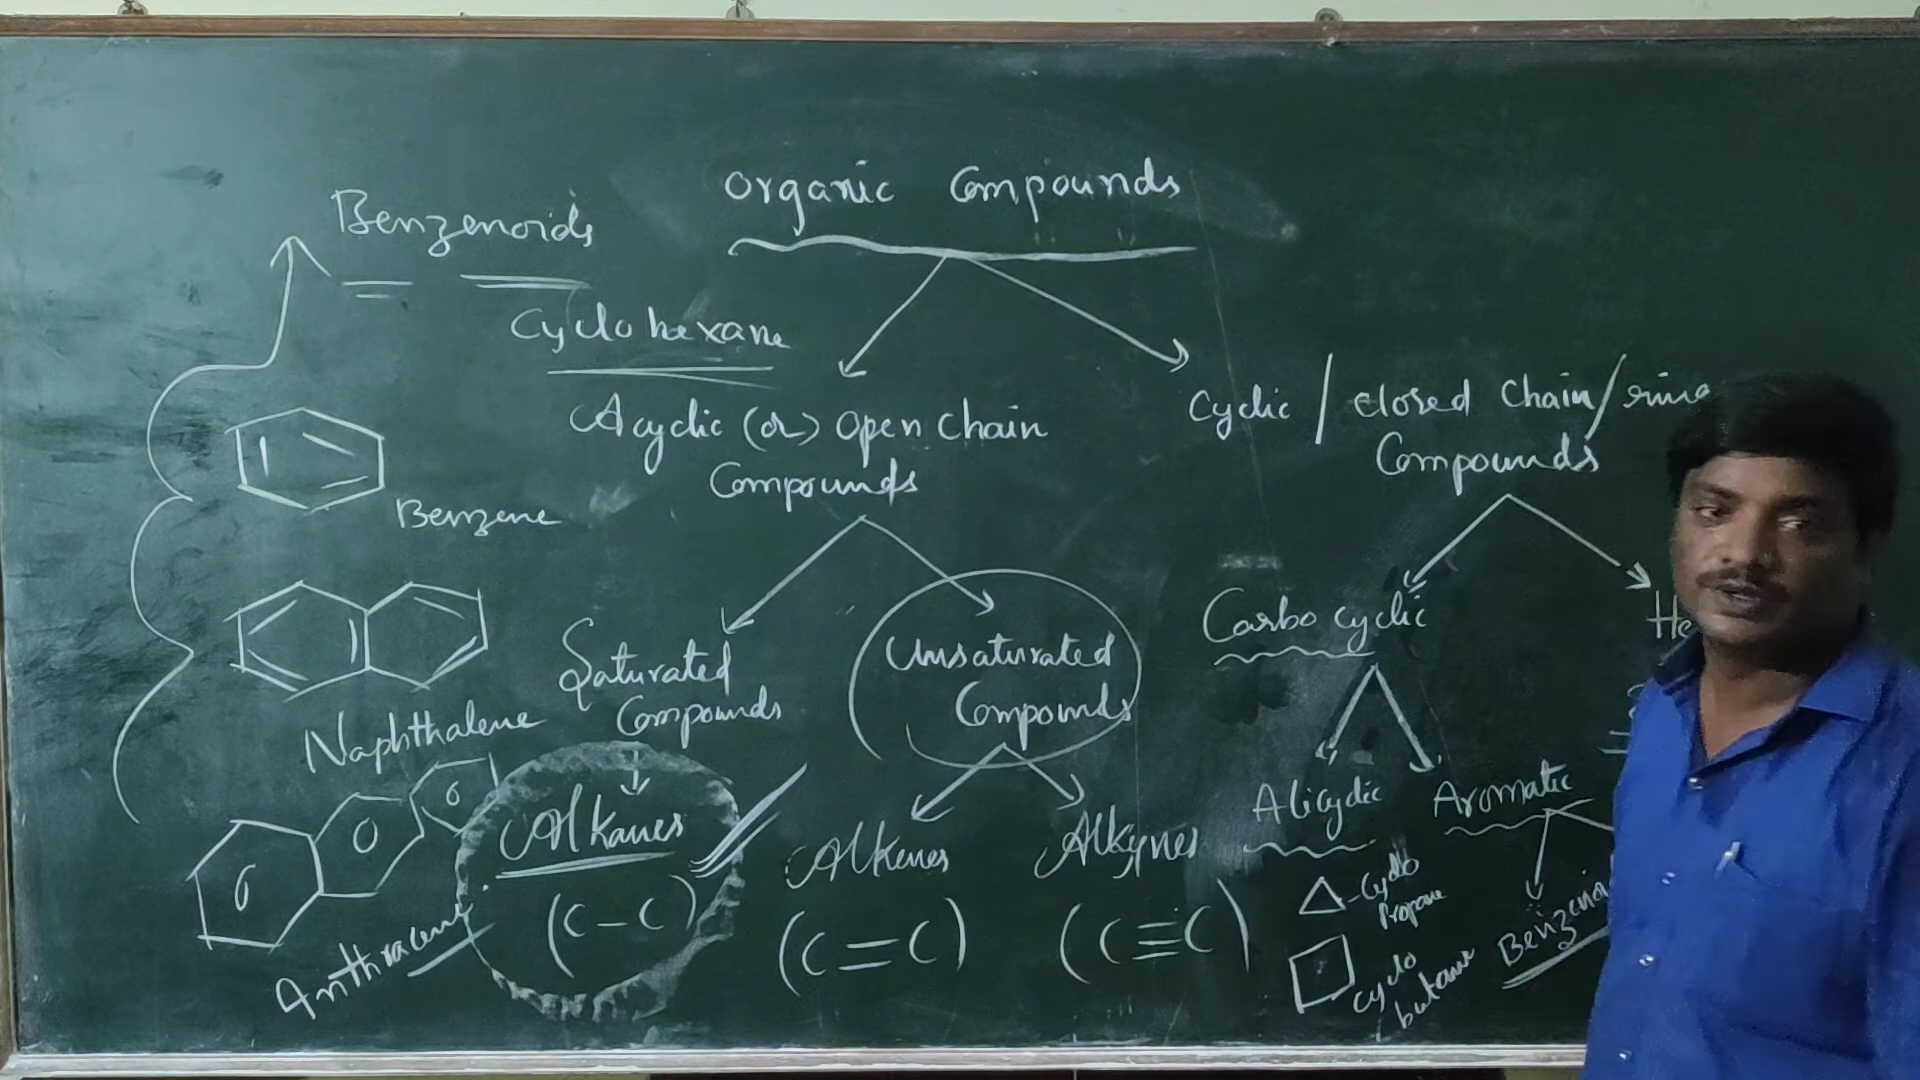 Organic Compounds
Benzenoids
Cyclohexane
Acyclic (or) Open Chain
Compounds
Cyclic / closed chain/
Compounds
Benzene
Carbo cyclic
He
Saturated
Compounds
Unsaturated
Compounds
Naphthalene
Alkanes
(C-C)
Alkenes
(C=C)
Alkynes
(C≡C)
Alicyclic
Aromatic
Cyclo
Propane
cyclo
butane
Anthracene